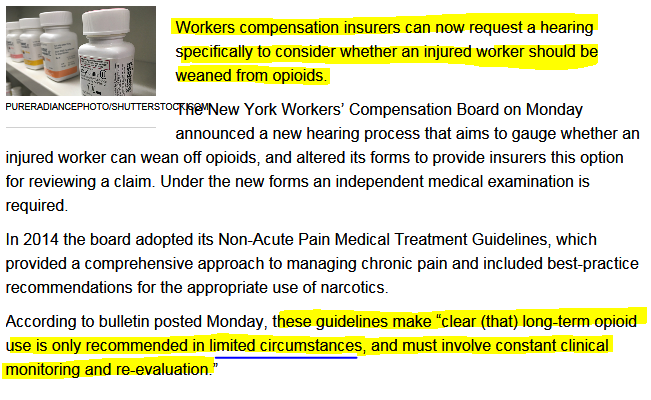 Workers compensation insurers can now request a hearing
specifically to consider whether an injured worker should be
weaned from opioids.
PURERADIANCEPHOTO/SHUTTERSTOCK.COM
The New York Workers’ Compensation Board on Monday
announced a new hearing process that aims to gauge whether an
injured worker can wean off opioids, and altered its forms to provide insurers this option
for reviewing a claim. Under the new forms an independent medical examination is
required.
In 2014 the board adopted its Non-Acute Pain Medical Treatment Guidelines, which
provided a comprehensive approach to managing chronic pain and included best-practice
recommendations for the appropriate use of narcotics.
According to bulletin posted Monday, these guidelines make “clear (that) long-term opioid
use is only recommended in limited circumstances, and must involve constant clinical
monitoring and re-evaluation.”